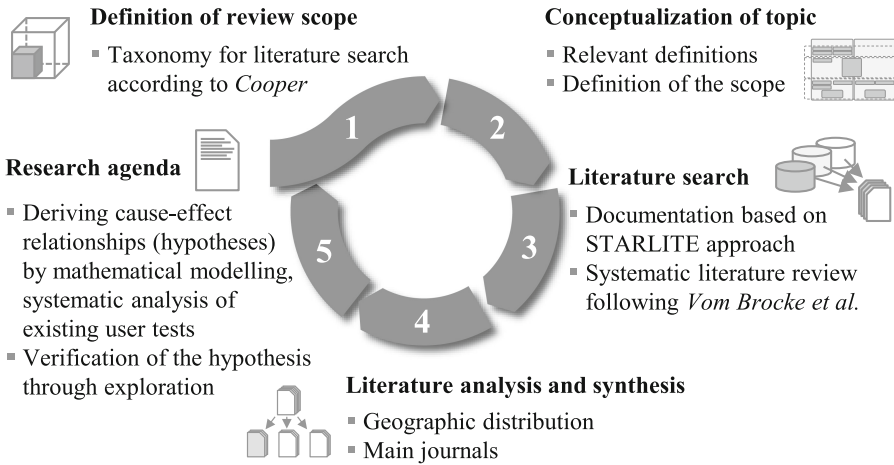 Definition of review scope
▪ Taxonomy for literature search
according to Cooper
Conceptualization of topic
▪ Relevant definitions
▪ Definition of the scope
1
2
3
4
5
Literature search
▪ Documentation based on
STARLITE approach
▪ Systematic literature review
following Vom Brocke et al.
Literature analysis and synthesis
▪ Geographic distribution
▪ Main journals
Research agenda
▪ Deriving cause-effect
relationships (hypotheses)
by mathematical modelling,
systematic analysis of
existing user tests
▪ Verification of the hypothesis
through exploration